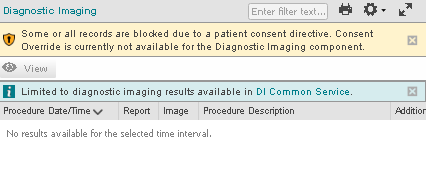 Diagnostic Imaging
Enter filter text...
Some or all records are blocked due to a patient consent directive. Consent
Override is currently not available for the Diagnostic Imaging component.
View
Limited to diagnostic imaging results available in DI Common Service.
Procedure Date/Time Report Image Procedure Description Addition
No results available for the selected time interval.